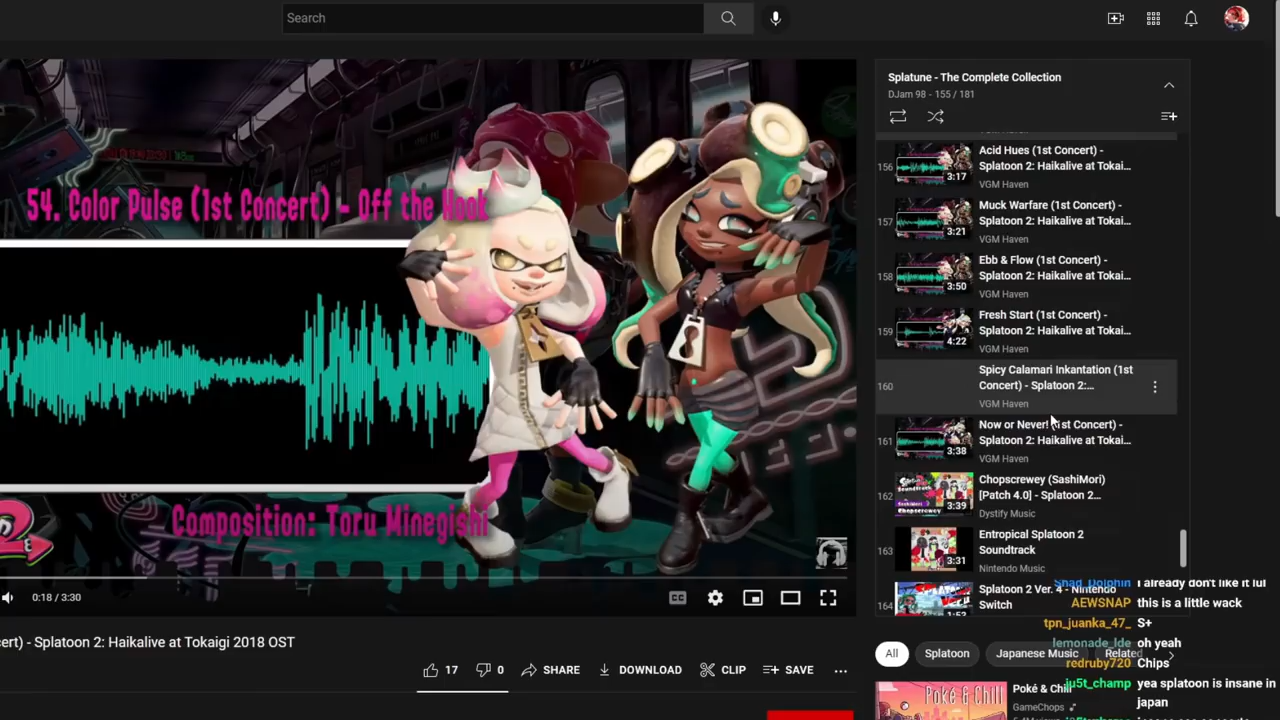 Search
54. Color Pulse (1st Concert) - Off the Hook
Composition: Toru Minegishi
0:18 / 3:30
CC
ert) - Splatoon 2: Haikalive at Tokaigi 2018 OST
17
0
SHARE
DOWNLOAD
CLIP
SAVE
Splatune - The Complete Collection
DJam 98 - 155 / 181
156
3:17
Acid Hues (1st Concert) -
Splatoon 2: Haikalive at Tokai...
VGM Haven
157
3:21
Muck Warfare (1st Concert) -
Splatoon 2: Haikalive at Tokai...
VGM Haven
158
3:50
Ebb & Flow (1st Concert) -
Splatoon 2: Haikalive at Tokai...
VGM Haven
159
4:22
Fresh Start (1st Concert) -
Splatoon 2: Haikalive at Tokai...
VGM Haven
160
Spicy Calamari Inkantation (1st
Concert) - Splatoon 2:...
VGM Haven
161
3:38
Now or Never! (1st Concert) -
Splatoon 2: Haikalive at Tokai...
VGM Haven
162
3:39
Chopscrewy (SashiMori)
[Patch 4.0] - Splatoon 2...
Dystify Music
163
3:31
Entropical Splatoon 2
Soundtrack
Nintendo Music
164
1:52
Splatoon 2 Ver. 4 - Nintendo
Switch
Shad_Dolphin I already don't like it lul
AEWSNAP this is a little wack
tpn_juanka_47_ S+
lemonade_lde oh yeah
redruby720 Chips
ju5t_champ yea splatoon is insane in
japan
All
Splatoon
Japanese Music
Related
Poké & Chill
GameChops